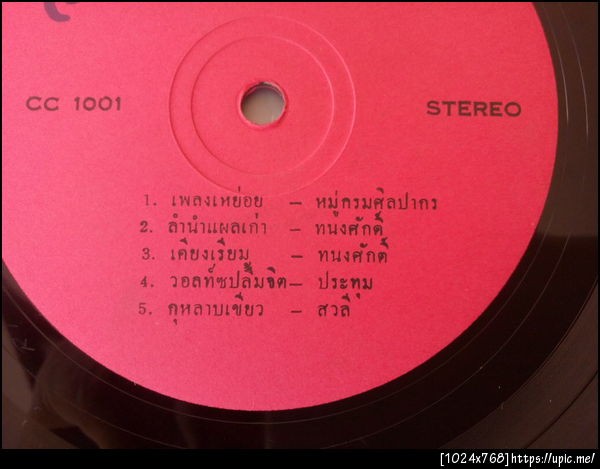 CC 1001
STEREO
1. เพลงเหย่อย – หมู่กรมศิลปากร
2. ลำนำแผลเก่า – ทนงศักดิ์
3. เคียงเรียม – ทนงศักดิ์
4. วอลท์ซปลื้มจิต – ประทุม
5. กุหลาบเขียว – สวลี
[1024x768]https://upic.me/